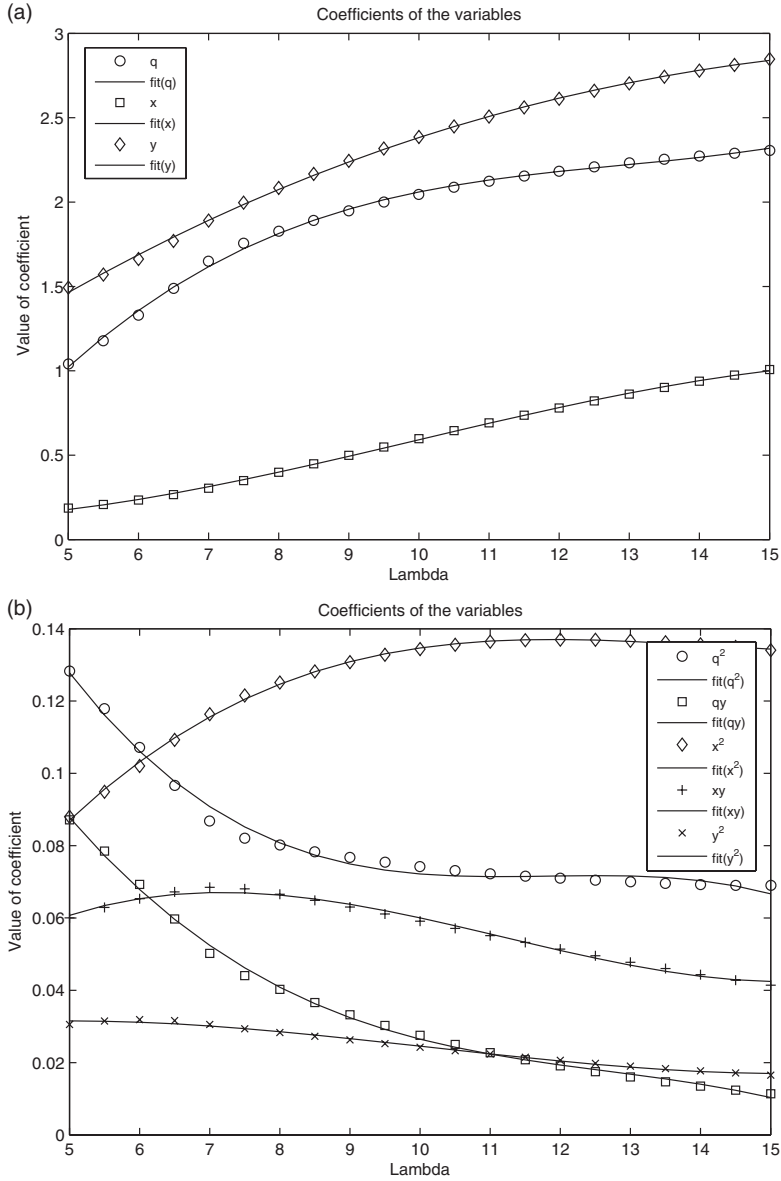 (a)
Coefficients of the variables
3
2.5
2
1.5
1
0.5
0
Value of coefficient
q
fit(q)
x
fit(x)
y
fit(y)
5 6 7 8 9 10 11 12 13 14 15
Lambda
(b)
Coefficients of the variables
0.14
0.12
0.1
0.08
0.06
0.04
0.02
0
Value of coefficient
q²
fit(q²)
qy
fit(qy)
x²
fit(x²)
xy
fit(xy)
y²
fit(y²)
5 6 7 8 9 10 11 12 13 14 15
Lambda